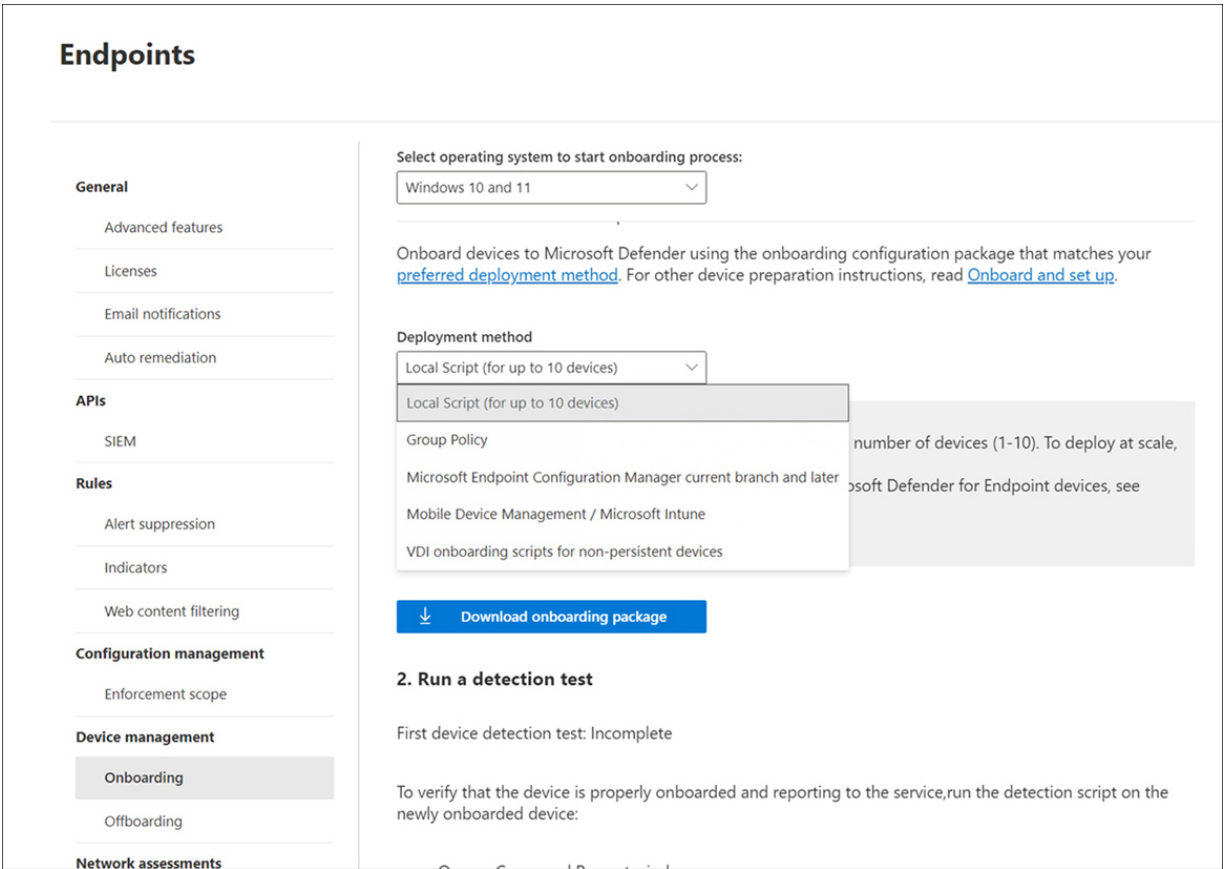 Endpoints
General
Advanced features
Licenses
Email notifications
Auto remediation
APIs
SIEM
Rules
Alert suppression
Indicators
Web content filtering
Configuration management
Enforcement scope
Device management
Onboarding
Offboarding
Network assessments
Select operating system to start onboarding process:
Windows 10 and 11
Onboard devices to Microsoft Defender using the onboarding configuration package that matches your
preferred deployment method. For other device preparation instructions, read Onboard and set up.
Deployment method
Local Script (for up to 10 devices)
Local Script (for up to 10 devices)
Group Policy
number of devices (1-10). To deploy at scale,
Microsoft Endpoint Configuration Manager current branch and later
Defender for Endpoint devices, see
Mobile Device Management / Microsoft Intune
VDI onboarding scripts for non-persistent devices
Download onboarding package
2. Run a detection test
First device detection test: Incomplete
To verify that the device is properly onboarded and reporting to the service,run the detection script on the
newly onboarded device: